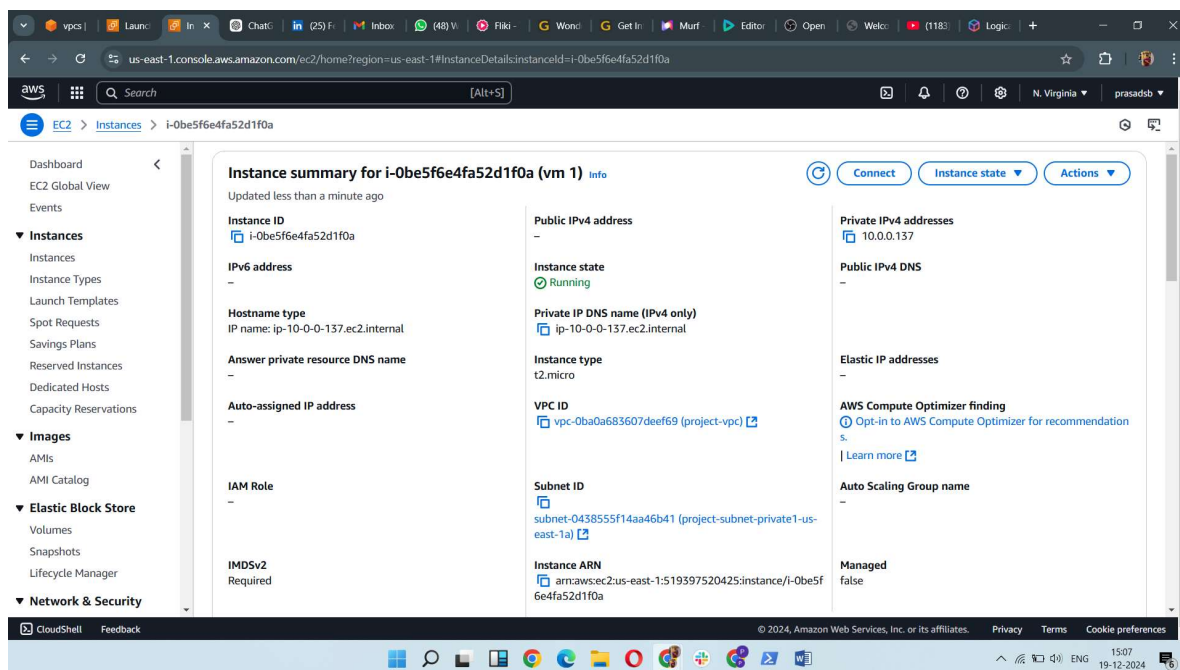 vpcs |
Launc
In
ChatG
(25) Fe
Inbox
(48) W
Fliki -
Wond
Get In
Murf
Editor
Open
Welco
(1183)
Logic
us-east-1.console.aws.amazon.com/ec2/home?region=us-east-1#InstanceDetails:instanceId=i-0be5f6e4fa52d1f0a
aws
Search [Alt+S]
N. Virginia
prasadsb
EC2 > Instances > i-0be5f6e4fa52d1f0a
Dashboard
EC2 Global View
Events
Instances
Instances
Instance Types
Launch Templates
Spot Requests
Savings Plans
Reserved Instances
Dedicated Hosts
Capacity Reservations
Images
AMIs
AMI Catalog
Elastic Block Store
Volumes
Snapshots
Lifecycle Manager
Network & Security
Instance summary for i-0be5f6e4fa52d1f0a (vm 1) Info
Updated less than a minute ago
Connect
Instance state
Actions
Instance ID
i-0be5f6e4fa52d1f0a
Public IPv4 address
–
Private IPv4 addresses
10.0.0.137
IPv6 address
–
Instance state
Running
Public IPv4 DNS
–
Hostname type
IP name: ip-10-0-0-137.ec2.internal
Private IP DNS name (IPv4 only)
ip-10-0-0-137.ec2.internal
Answer private resource DNS name
–
Instance type
t2.micro
Elastic IP addresses
–
Auto-assigned IP address
–
VPC ID
vpc-0ba0a683607deef69 (project-vpc)
AWS Compute Optimizer finding
Opt-in to AWS Compute Optimizer for recommendation
s.
| Learn more
IAM Role
–
Subnet ID
subnet-0438555f14aa46b41 (project-subnet-private1-us-
east-1a)
Auto Scaling Group name
–
IMDSv2
Required
Instance ARN
arn:aws:ec2:us-east-1:519397520425:instance/i-0be5f
6e4fa52d1f0a
Managed
false
CloudShell
Feedback
© 2024, Amazon Web Services, Inc. or its affiliates.
Privacy
Terms
Cookie preferences
ENG
15:07
19-12-2024
6